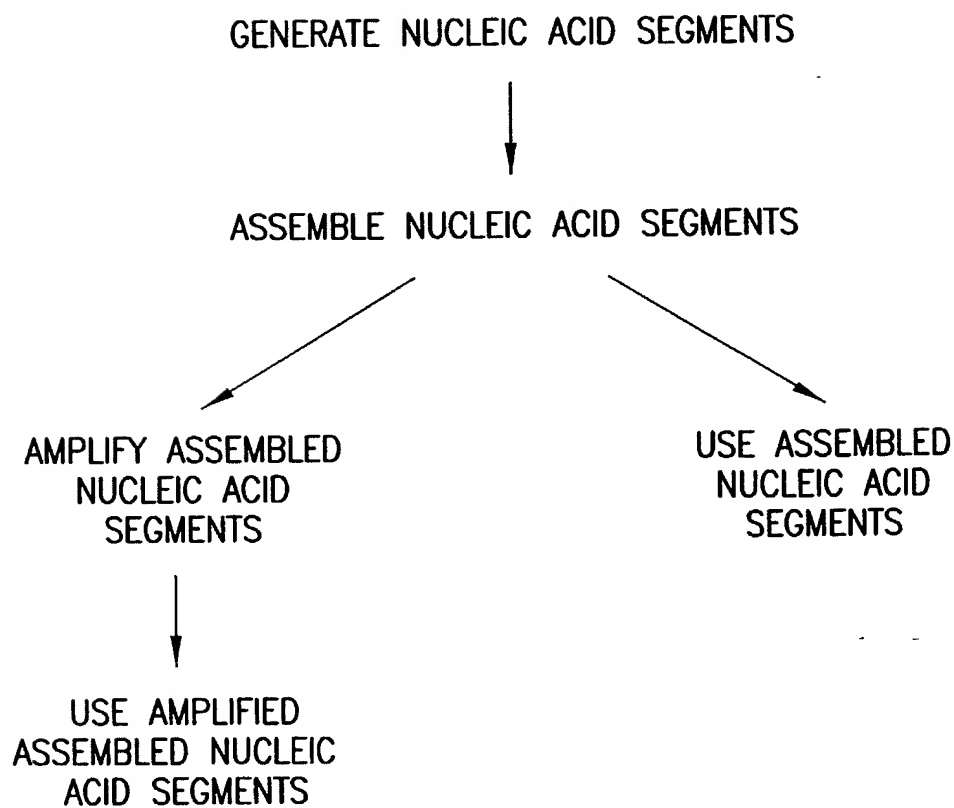 GENERATE NUCLEIC ACID SEGMENTS
ASSEMBLE NUCLEIC ACID SEGMENTS
AMPLIFY ASSEMBLED
NUCLEIC ACID
SEGMENTS
USE ASSEMBLED
NUCLEIC ACID
SEGMENTS
USE AMPLIFIED
ASSEMBLED NUCLEIC
ACID SEGMENTS